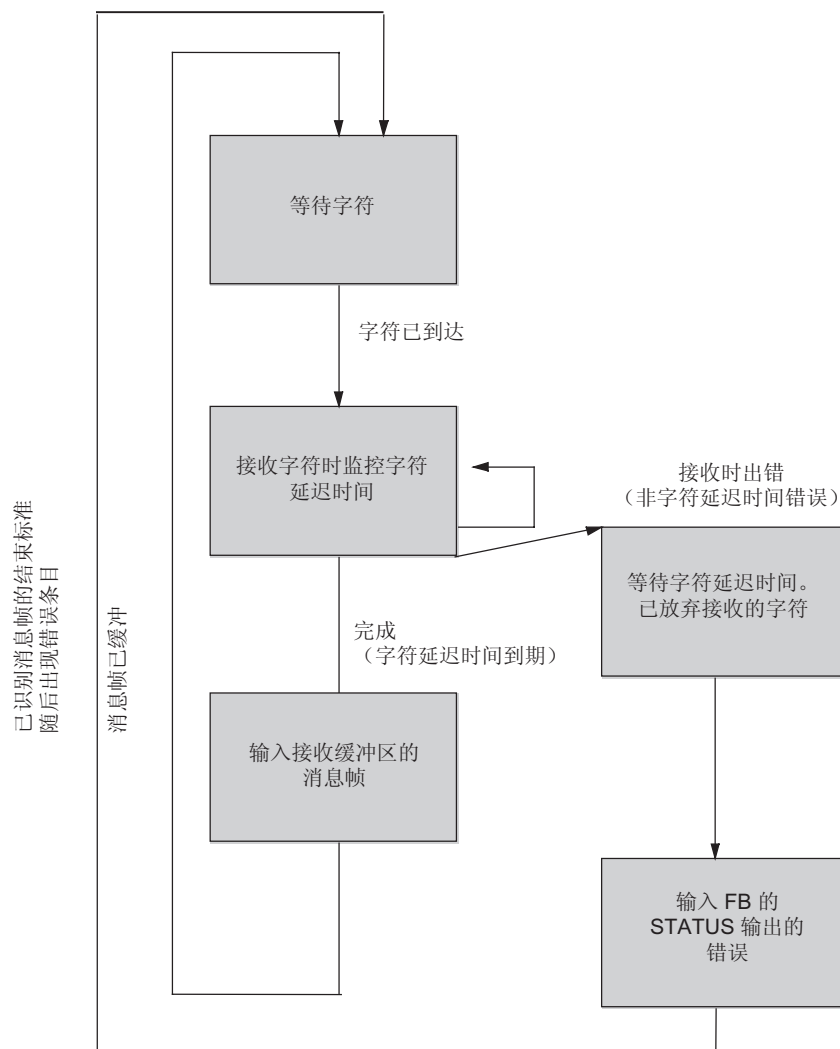 等待字符
字符已到达
接收字符时监控字符
延迟时间
接收时出错
（非字符延迟时间错误）
等待字符延迟时间。
已放弃接收的字符
完成
（字符延迟时间到期）
已识别消息帧的结束标准
随后出现错误条目
消息帧已缓冲
输入接收缓冲区的
消息帧
输入 FB 的
STATUS 输出的
错误